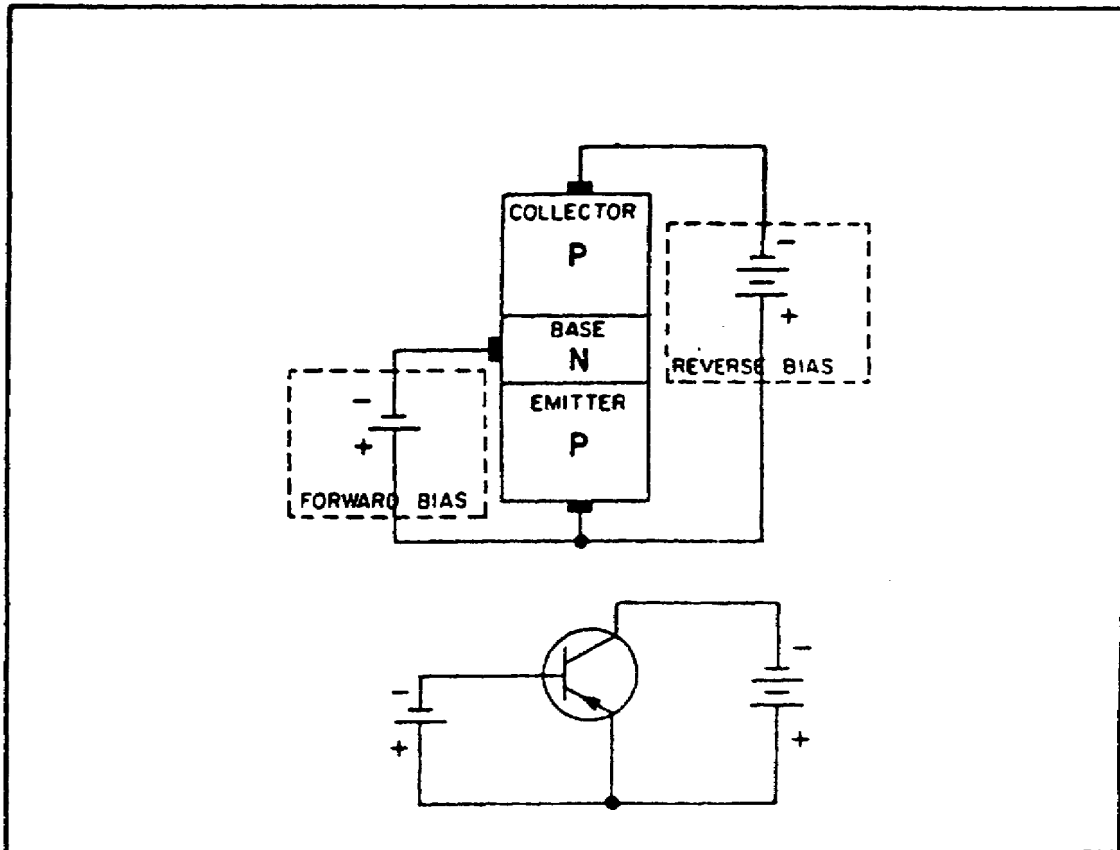 COLLECTOR
P
-
+
REVERSE BIAS
BASE
N
-
+
FORWARD BIAS
EMITTER
P
-
+
-
+